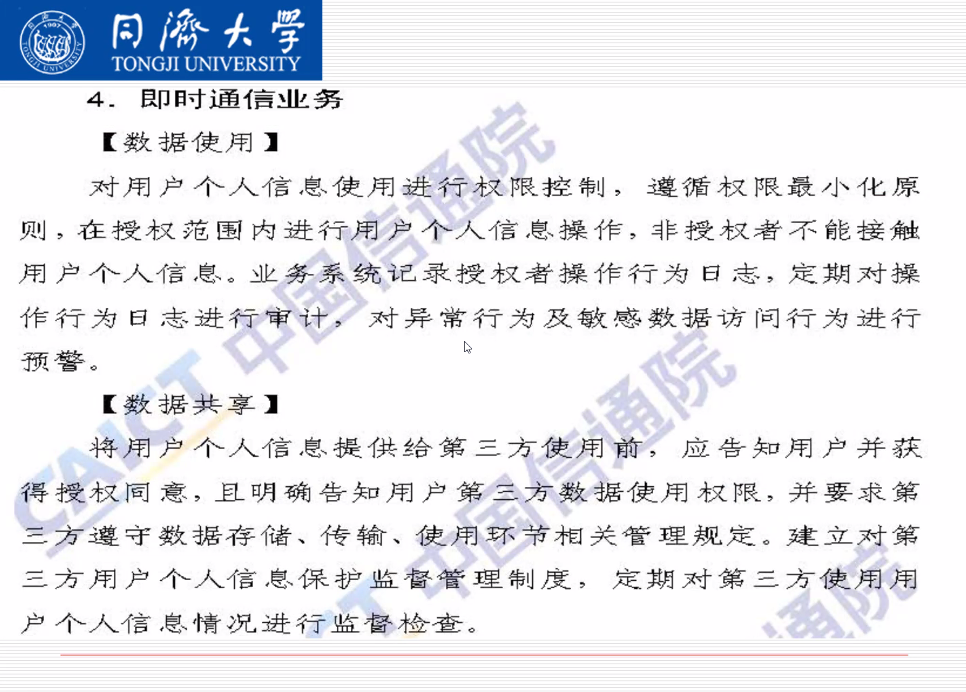 同濟大學
TONGJI UNIVERSITY
4. 即时通信业务
【数据使用】
对用户个人信息使用进行权限控制，遵循权限最小化原
则，在授权范围内进行用户个人信息操作，非授权者不能接触
用户个人信息。业务系统记录授权者操作行为日志，定期对操
作行为日志进行审计，对异常行为及敏感数据访问行为进行
预警。
【数据共享】
将用户个人信息提供给第三方使用前，应告知用户并获
得授权同意，且明确告知用户第三方数据使用权限，并要求第
三方遵守数据存储、传输、使用环节相关管理规定。建立对第
三方用户个人信息保护监督管理制度，定期对第三方使用用
户个人信息情况进行监督检查。
CAICT 中国信通院
CT 中国信通院
通院